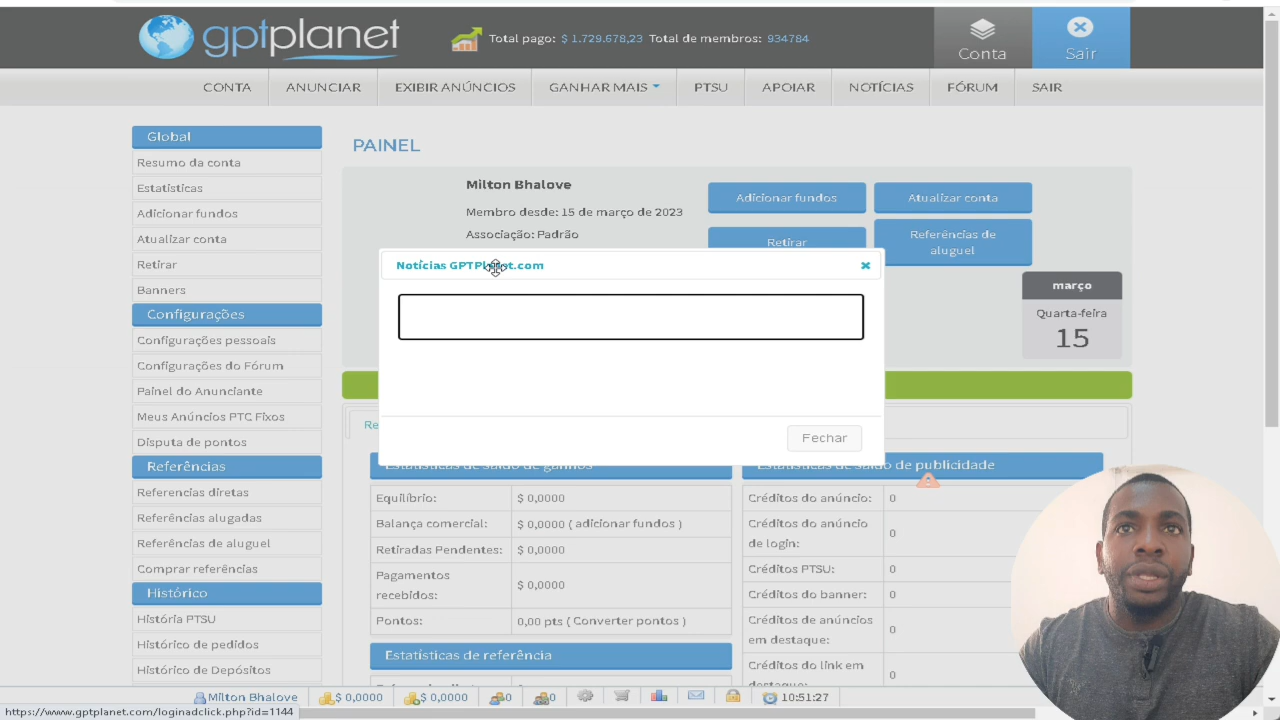 gptplanet
Total pago: $ 1.729.678,23 Total de membros: 934784
Conta
Sair
CONTA
ANUNCIAR
EXIBIR ANÚNCIOS
GANHAR MAIS
PTSU
APOIAR
NOTÍCIAS
FÓRUM
SAIR
Global
Resumo da conta
Estatísticas
Adicionar fundos
Atualizar conta
Retirar
Banners
Configurações
Configurações pessoais
Configurações do Fórum
Painel do Anunciante
Meus Anúncios PTC Fixos
Disputa de pontos
Referências
Referencias diretas
Referências alugadas
Referências de aluguel
Comprar referências
Histórico
História PTSU
Histórico de pedidos
Histórico de Depósitos
PAINEL
Milton Bhalove
Membro desde: 15 de março de 2023
Associação: Padrão
Adicionar fundos
Atualizar conta
Retirar
Referências de
aluguel
março
Quarta-feira
15
Notícias GPTPlanet.com
Fechar
Re
Estatísticas de saldo de ganhos
Equilíbrio: $ 0,0000
Balança comercial: $ 0,0000 ( adicionar fundos )
Retiradas Pendentes: $ 0,0000
Pagamentos
recebidos: $ 0,0000
Pontos: 0,00 pts ( Converter pontos )
Estatísticas de referência
Estatísticas de saldo de publicidade
Créditos do anúncio: 0
Créditos do anúncio
de login: 0
Créditos PTSU: 0
Créditos do banner: 0
Créditos de anúncios
em destaque: 0
Créditos do link em
destaque: 0
Milton Bhalove $ 0,0000 $ 0,0000 0 0 10:51:27
https://www.gptplanet.com/loginadclick.php?id=1144